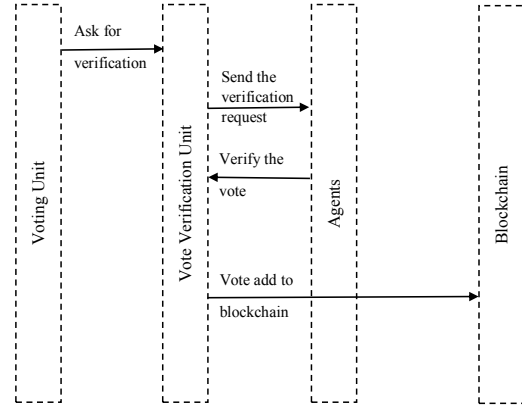 Ask for
verification
Send the
verification
request
Verify the
vote
Vote add to
blockchain
Voting Unit
Vote Verification Unit
Agents
Blockchain